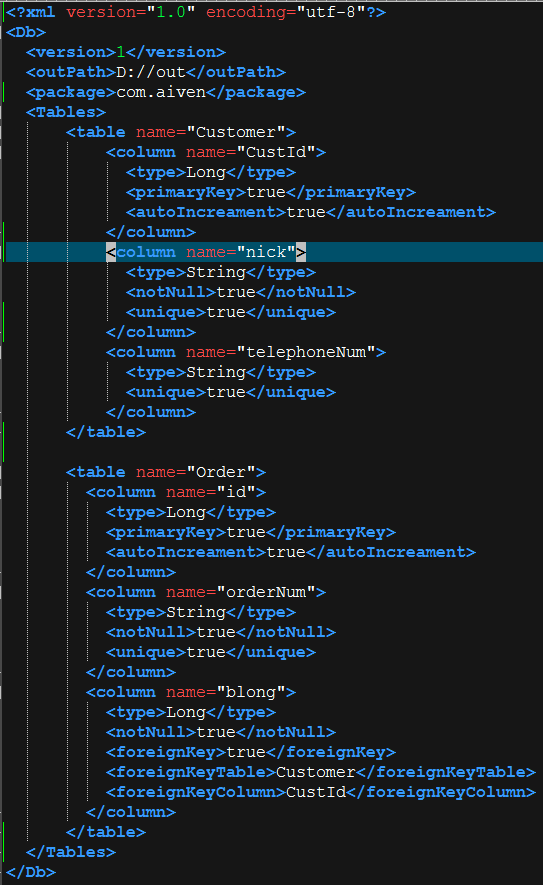 <?xml version="1.0" encoding="utf-8"?>
<Db>
  <version>1</version>
  <outPath>D://out</outPath>
  <package>com.aiven</package>
  <Tables>
      <table name="Customer">
          <column name="CustId">
            <type>Long</type>
            <primaryKey>true</primaryKey>
            <autoIncreament>true</autoIncreament>
          </column>
          <column name="nick">
            <type>String</type>
            <notNull>true</notNull>
            <unique>true</unique>
          </column>
          <column name="telephoneNum">
            <type>String</type>
            <unique>true</unique>
          </column>
      </table>

      <table name="Order">
        <column name="id">
          <type>Long</type>
          <primaryKey>true</primaryKey>
          <autoIncreament>true</autoIncreament>
        </column>
        <column name="orderNum">
          <type>String</type>
          <notNull>true</notNull>
          <unique>true</unique>
        </column>
        <column name="blong">
          <type>Long</type>
          <notNull>true</notNull>
          <foreignKey>true</foreignKey>
          <foreignKeyTable>Customer</foreignKeyTable>
          <foreignKeyColumn>CustId</foreignKeyColumn>
        </column>
      </table>
  </Tables>
</Db>